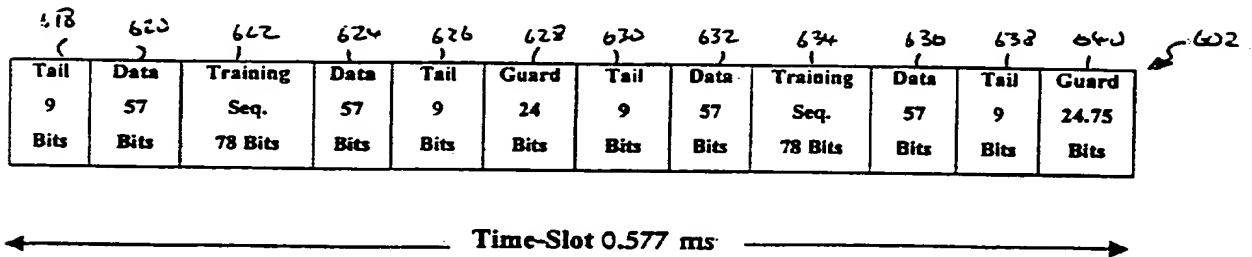 618 620 622 624 626 628 630 632 634 636 638 640 602
Tail Data Training Data Tail Guard Tail Data Training Data Tail Guard
9 57 Seq. 57 9 24 9 57 Seq. 57 9 24.75
Bits Bits 78 Bits Bits Bits Bits Bits Bits 78 Bits Bits Bits Bits
Time-Slot 0.577 ms